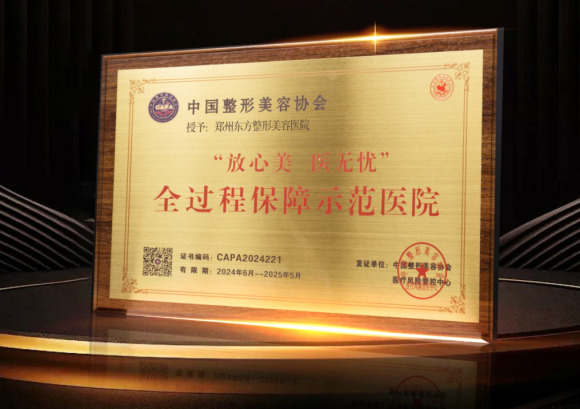 CAPA
中国整形美容协会
授予：郑州东方整形美容医院
“放心美 医无忧”
全过程保障示范医院
证书编码：CAPA2024221
有效期：2024年6月—2025年5月
发证单位：中国整形美容协会
医疗风险管控中心